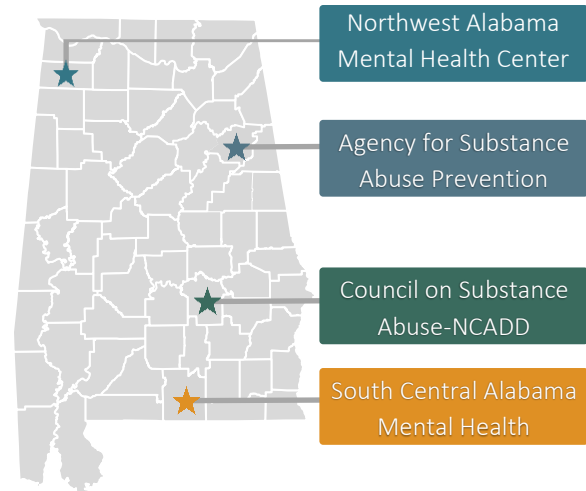 Northwest Alabama
Mental Health Center
Agency for Substance
Abuse Prevention
Council on Substance
Abuse-NCADD
South Central Alabama
Mental Health